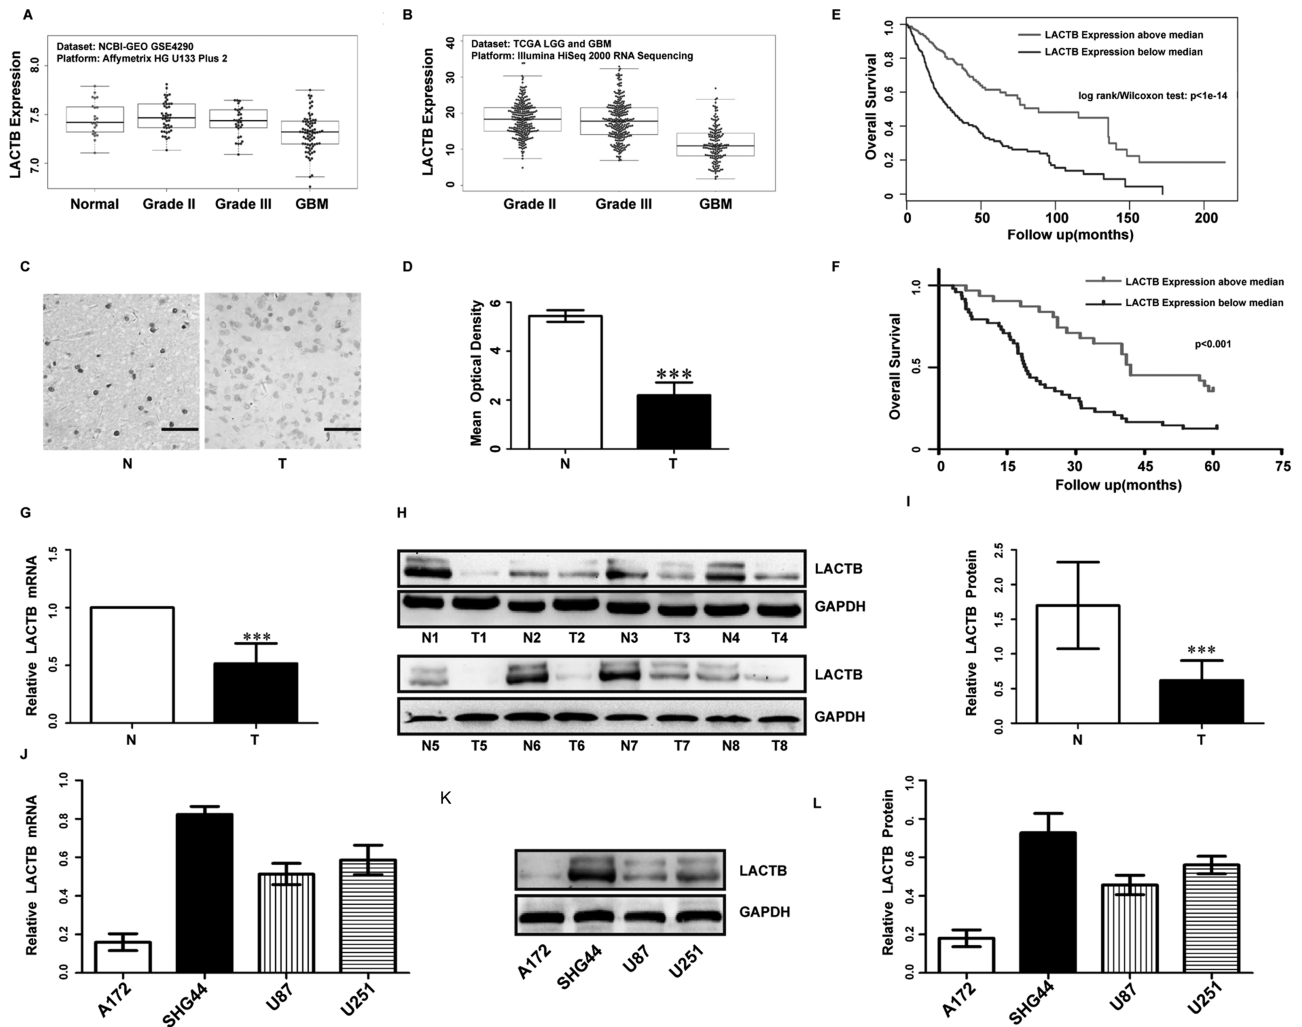 A
Dataset: NCBI-GEO GSE4290
Platform: Affymetrix HG U133 Plus 2
LACTB Expression
8.0
7.5
7.0
Normal Grade II Grade III GBM
B
Dataset: TCGA LGG and GBM
Platform: Illumina HiSeq 2000 RNA Sequencing
LACTB Expression
40
30
20
10
0
Grade II Grade III GBM
E
LACTB Expression above median
LACTB Expression below median
log rank/Wilcoxon test: p<1e-14
Overall Survival
1.0
0.8
0.6
0.4
0.2
0
0 50 100 150 200
Follow up(months)
C
N T
D
Mean Optical Density
6
4
2
0
***
N T
F
LACTB Expression above median
LACTB Expression below median
p<0.001
Overall Survival
1.0
0.5
0
0 15 30 45 60 75
Follow up(months)
G
Relative LACTB mRNA
1.5
1.0
0.5
0.0
***
N T
H
LACTB
GAPDH
N1 T1 N2 T2 N3 T3 N4 T4
LACTB
GAPDH
N5 T5 N6 T6 N7 T7 N8 T8
I
Relative LACTB Protein
2.5
2.0
1.5
1.0
0.5
0.0
***
N T
J
Relative LACTB mRNA
1.0
0.8
0.6
0.4
0.2
0.0
A172 SHG44 U87 U251
K
LACTB
GAPDH
A172 SHG44 U87 U251
L
Relative LACTB Protein
1.0
0.8
0.6
0.4
0.2
0.0
A172 SHG44 U87 U251